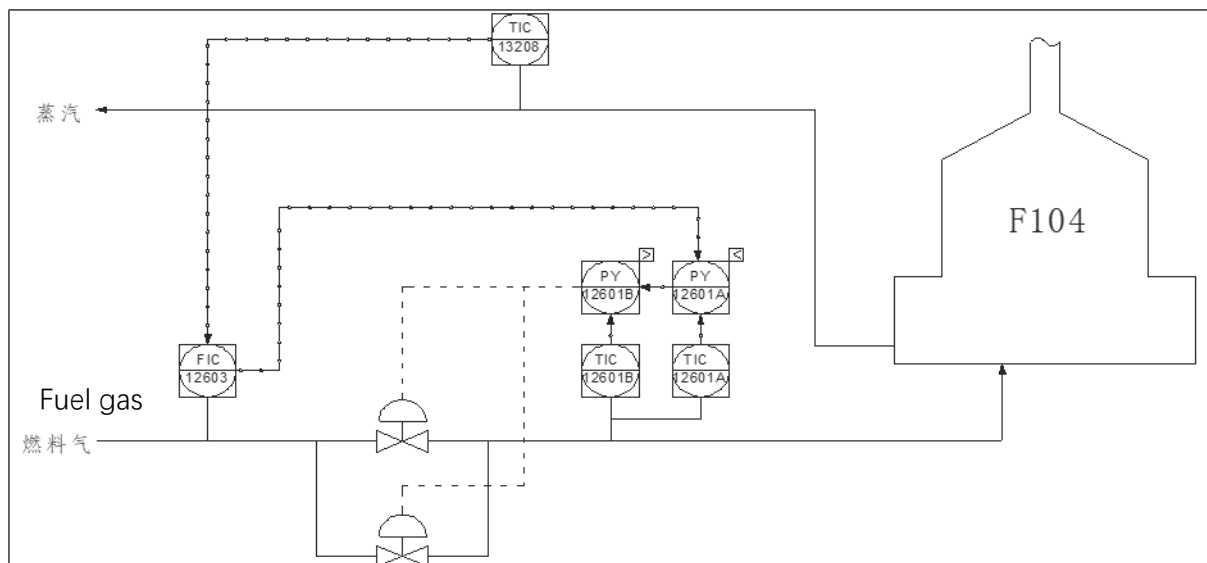 TIC
13208
蒸汽
F104
>
<
PY
12601B
PY
12601A
FIC
12603
TIC
12601B
TIC
12601A
Fuel gas
燃料气